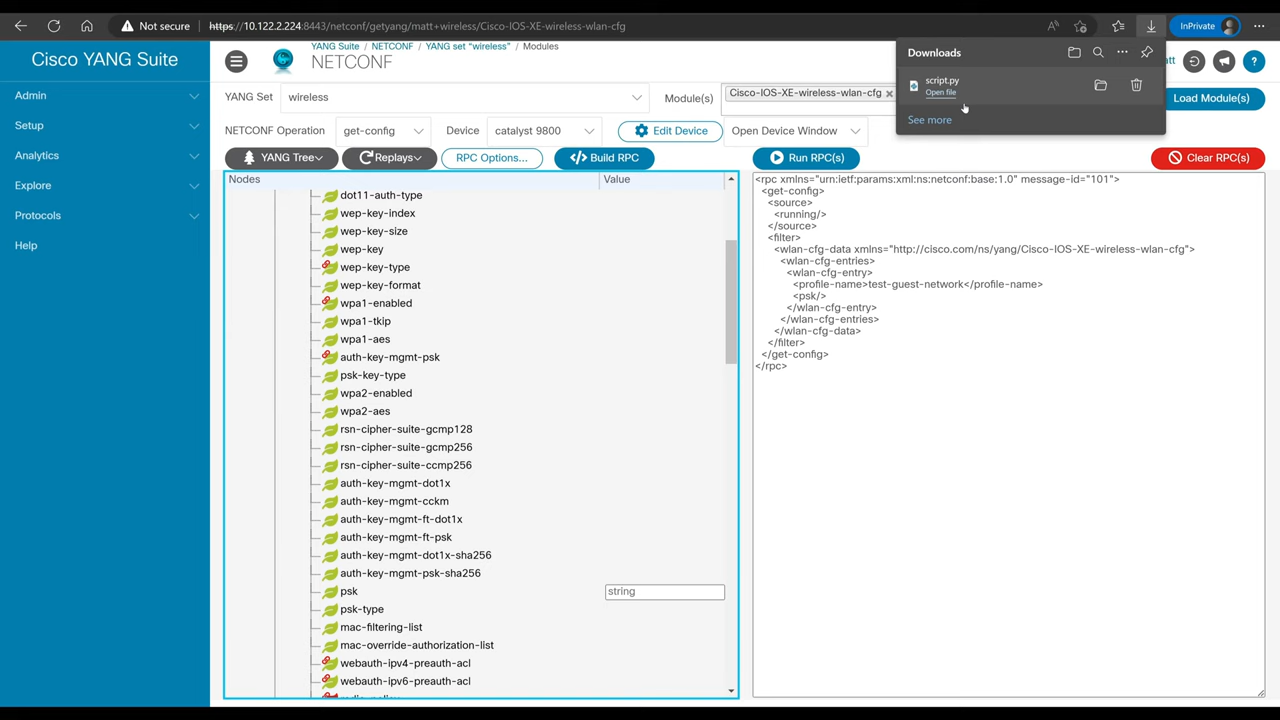 Not secure
https://10.122.2.224:8443/netconf/getyang/matt+wireless/Cisco-IOS-XE-wireless-wlan-cfg
InPrivate
Cisco YANG Suite
Admin
Setup
Analytics
Explore
Protocols
Help
YANG Suite / NETCONF / YANG set "wireless" / Modules
NETCONF
Downloads
script.py
Open file
See more
YANG Set
wireless
Module(s)
Cisco-IOS-XE-wireless-wlan-cfg
Load Module(s)
NETCONF Operation
get-config
Device
catalyst 9800
Edit Device
Open Device Window
YANG Tree
Replays
RPC Options...
</> Build RPC
Run RPC(s)
Clear RPC(s)
Nodes
Value
dot11-auth-type
wep-key-index
wep-key-size
wep-key
wep-key-type
wep-key-format
wpa1-enabled
wpa1-tkip
wpa1-aes
auth-key-mgmt-psk
psk-key-type
wpa2-enabled
wpa2-aes
rsn-cipher-suite-gcmp128
rsn-cipher-suite-gcmp256
rsn-cipher-suite-ccmp256
auth-key-mgmt-dot1x
auth-key-mgmt-cckm
auth-key-mgmt-ft-dot1x
auth-key-mgmt-ft-psk
auth-key-mgmt-dot1x-sha256
auth-key-mgmt-psk-sha256
psk
string
psk-type
mac-filtering-list
mac-override-authorization-list
webauth-ipv4-preauth-acl
webauth-ipv6-preauth-acl
<rpc xmlns="urn:ietf:params:xml:ns:netconf:base:1.0" message-id="101">
<get-config>
<source>
<running/>
</source>
<filter>
<wlan-cfg-data xmlns="http://cisco.com/ns/yang/Cisco-IOS-XE-wireless-wlan-cfg">
<wlan-cfg-entries>
<wlan-cfg-entry>
<profile-name>test-guest-network</profile-name>
<psk/>
</wlan-cfg-entry>
</wlan-cfg-entries>
</wlan-cfg-data>
</filter>
</get-config>
</rpc>